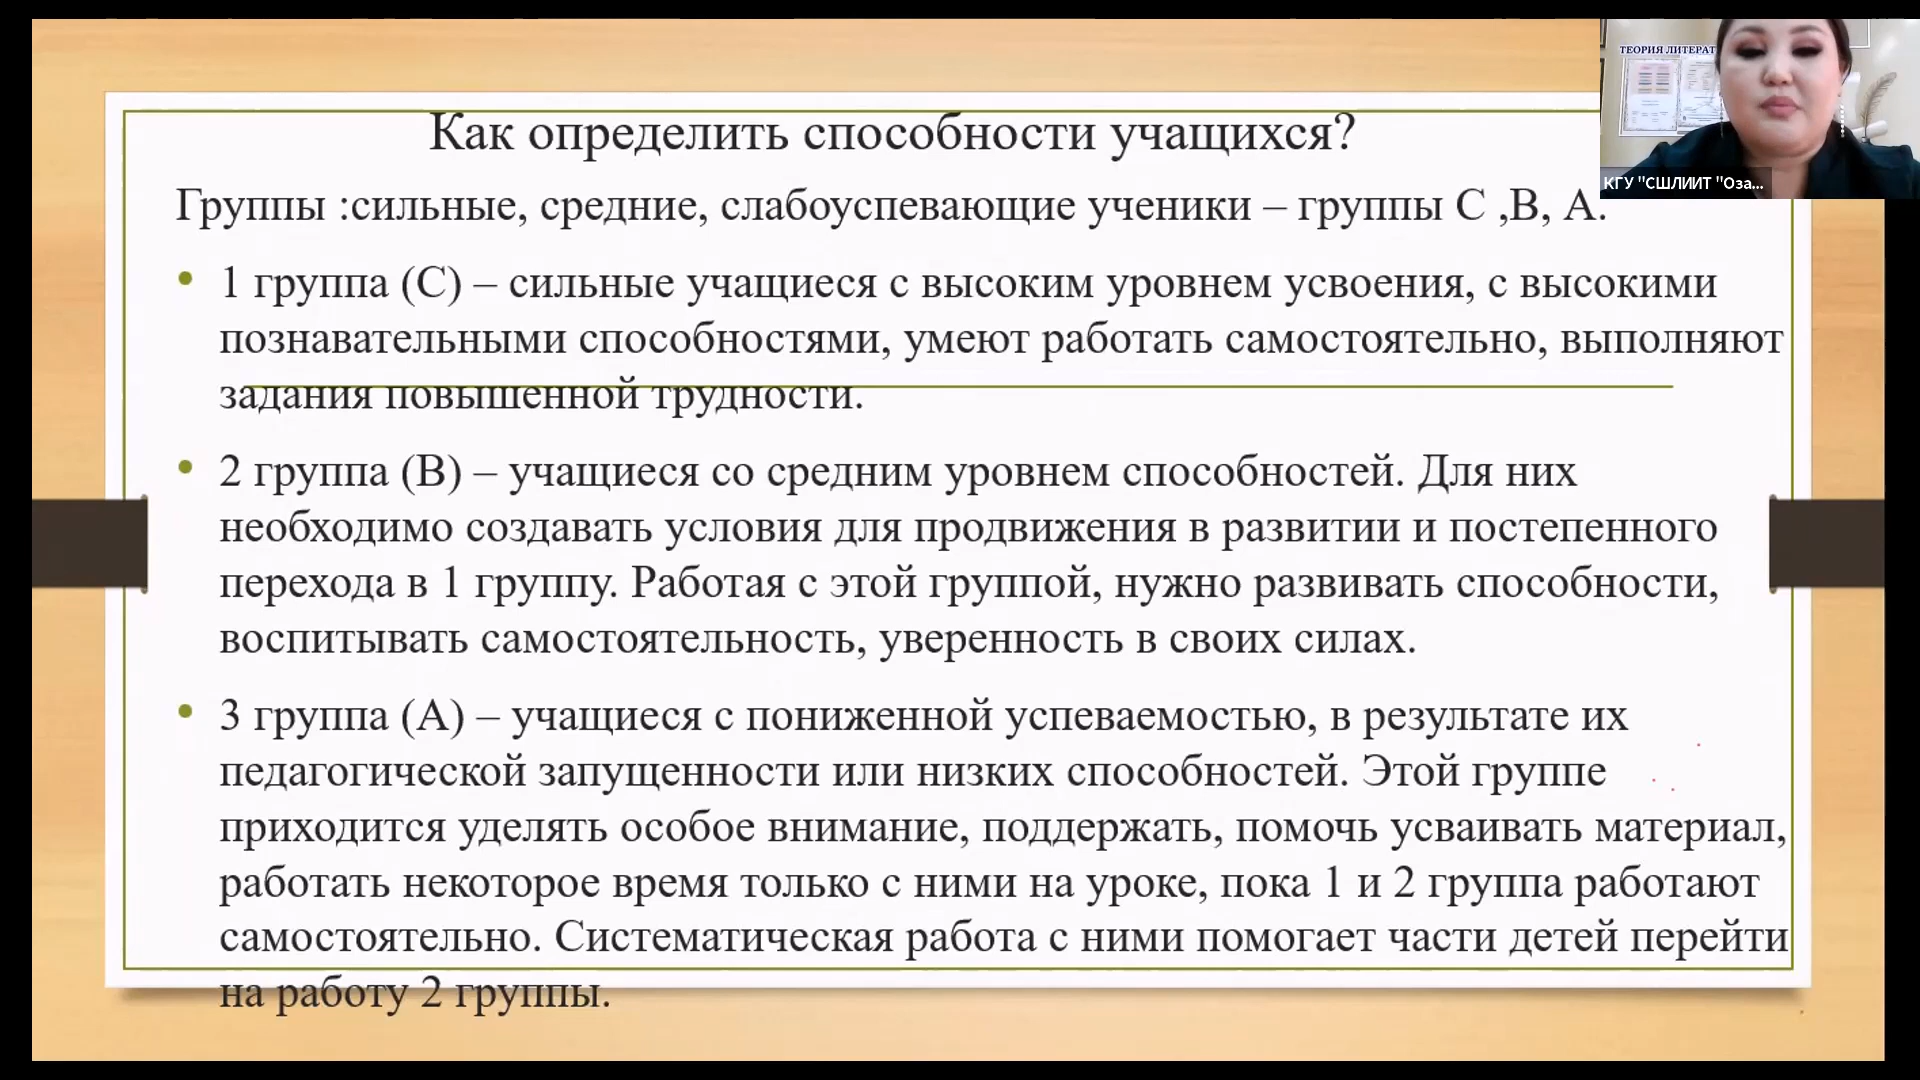 ТЕОРИЯ ЛИТЕРАТ
КГУ "СШЛИИТ "Оза...
Как определить способности учащихся?
Группы :сильные, средние, слабоуспевающие ученики – группы С ,В, А.
• 1 группа (С) – сильные учащиеся с высоким уровнем усвоения, с высокими
познавательными способностями, умеют работать самостоятельно, выполняют
задания повышенной трудности.
• 2 группа (В) – учащиеся со средним уровнем способностей. Для них
необходимо создавать условия для продвижения в развитии и постепенного
перехода в 1 группу. Работая с этой группой, нужно развивать способности,
воспитывать самостоятельность, уверенность в своих силах.
• 3 группа (А) – учащиеся с пониженной успеваемостью, в результате их
педагогической запущенности или низких способностей. Этой группе
приходится уделять особое внимание, поддержать, помочь усваивать материал,
работать некоторое время только с ними на уроке, пока 1 и 2 группа работают
самостоятельно. Систематическая работа с ними помогает части детей перейти
на работу 2 группы.